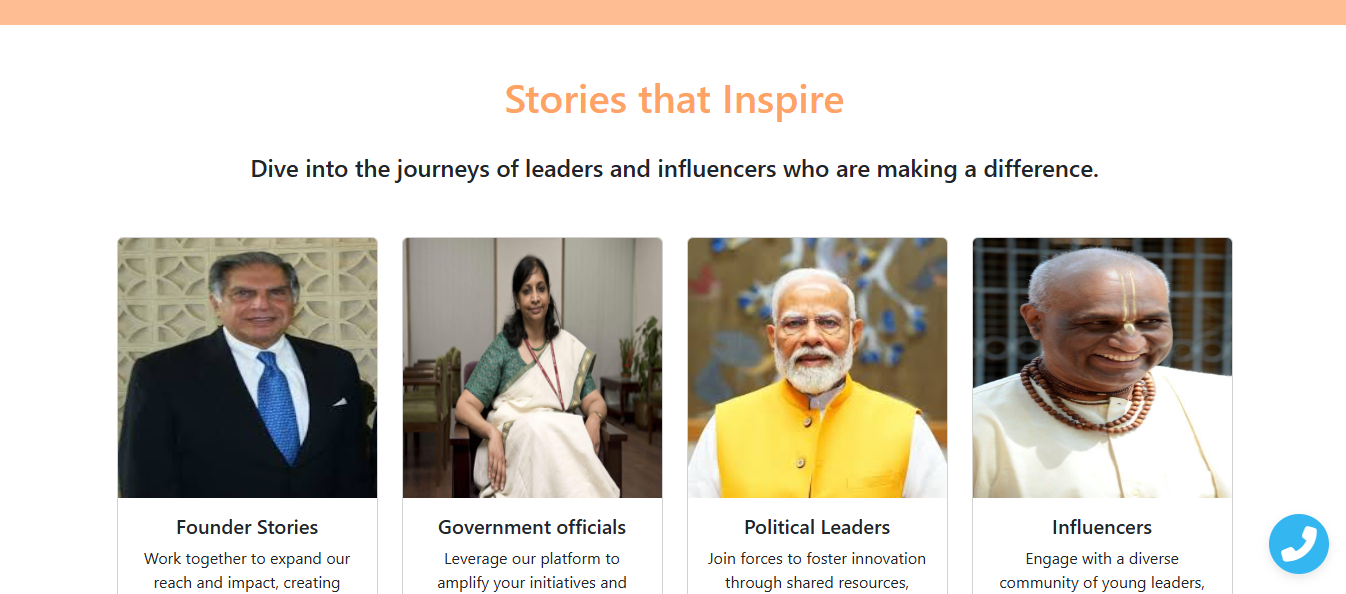 Stories that Inspire
Dive into the journeys of leaders and influencers who are making a difference.
Founder Stories
Work together to expand our
reach and impact, creating
Government officials
Leverage our platform to
amplify your initiatives and
Political Leaders
Join forces to foster innovation
through shared resources,
Influencers
Engage with a diverse
community of young leaders,